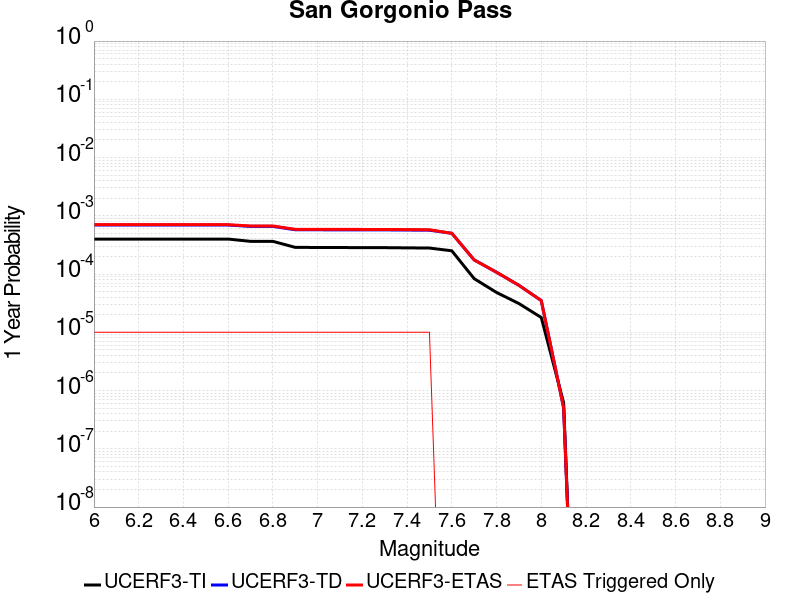 San Gorgonio Pass
10^0
10^-1
10^-2
10^-3
10^-4
10^-5
10^-6
10^-7
10^-8
1 Year Probability
6 6.2 6.4 6.6 6.8 7 7.2 7.4 7.6 7.8 8 8.2 8.4 8.6 8.8 9
Magnitude
UCERF3-TI UCERF3-TD UCERF3-ETAS ETAS Triggered Only